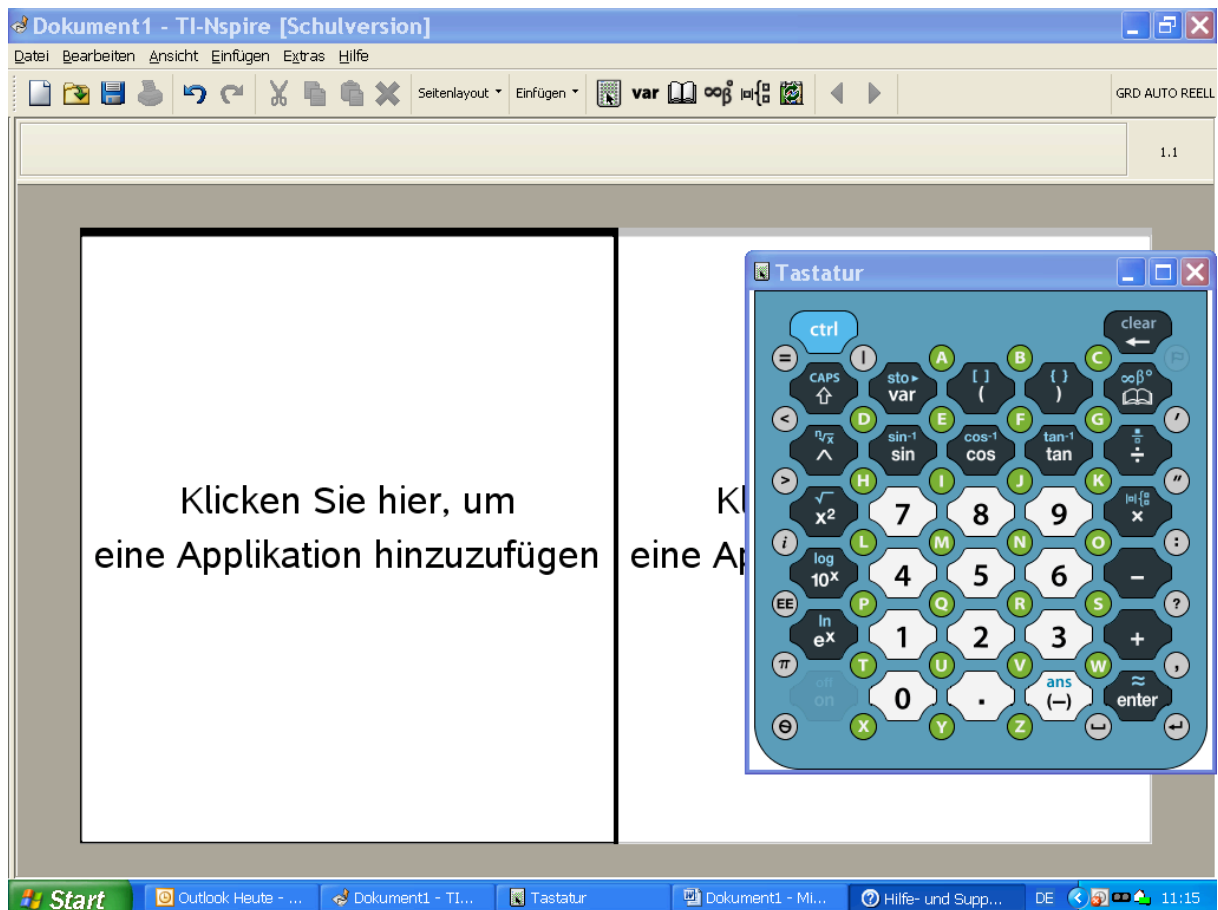 Dokument1 - TI-Nspire [Schulversion]
Datei Bearbeiten Ansicht Einfügen Extras Hilfe
Seitenlayout Einfügen var ∞β GRD AUTO REELL
1.1
Klicken Sie hier, um
eine Applikation hinzuzufügen
Kl
eine Ap
Tastatur
ctrl clear
= | A B C
CAPS sto► [ ] { } ∞β°
var ( )
< D E F G ′
ⁿ√x sin-1 cos-1 tan-1
^ sin cos tan ÷
> H I J K ″
√
x² 7 8 9 ×
i L M N O :
log
10ˣ 4 5 6 −
EE P Q R S ?
ln
eˣ 1 2 3 +
π T U V W ,
off ans ≈
on 0 . (−) enter
θ X Y Z
Start Outlook Heute - ... Dokument1 - TI... Tastatur Dokument1 - Mi... Hilfe- und Supp... DE 11:15